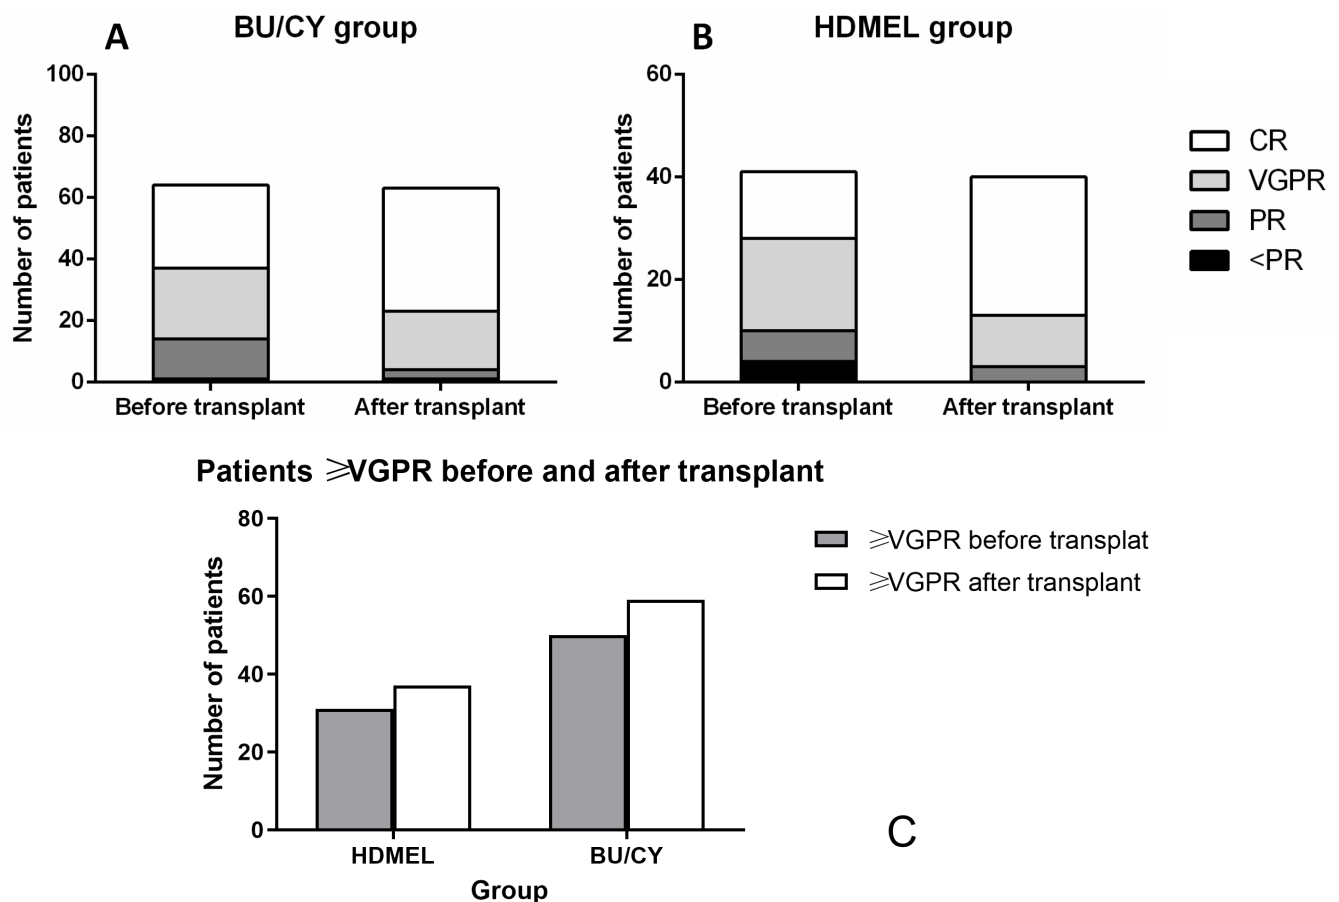 A
BU/CY group
Number of patients
100
80
60
40
20
0
Before transplant
After transplant
B
HDMEL group
Number of patients
60
40
20
0
Before transplant
After transplant
CR
VGPR
PR
<PR
Patients ⩾VGPR before and after transplant
Number of patients
80
60
40
20
0
HDMEL
BU/CY
Group
⩾VGPR before transplat
⩾VGPR after transplant
C